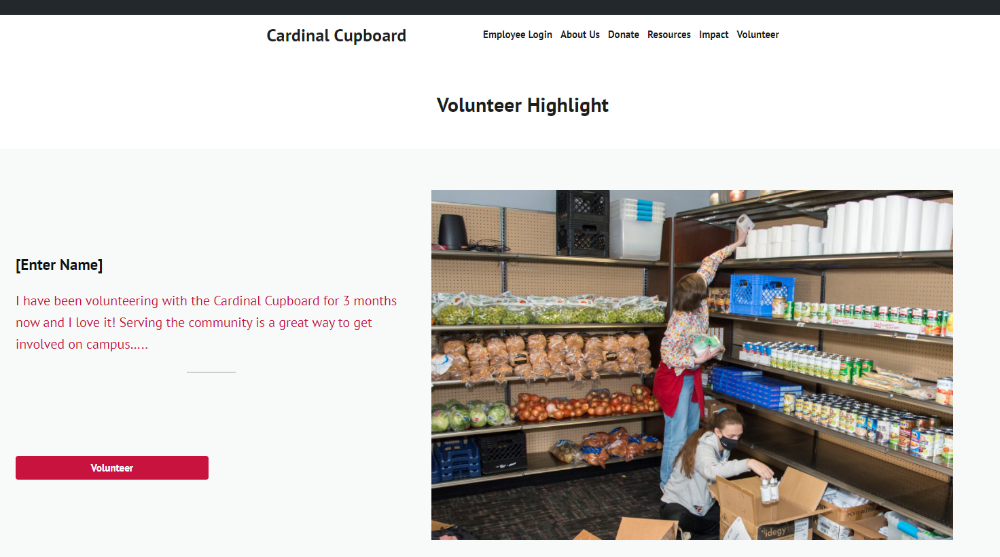 Cardinal Cupboard
Employee Login About Us Donate Resources Impact Volunteer
Volunteer Highlight
[Enter Name]
I have been volunteering with the Cardinal Cupboard for 3 months
now and I love it! Serving the community is a great way to get
involved on campus.....
Volunteer
idegy